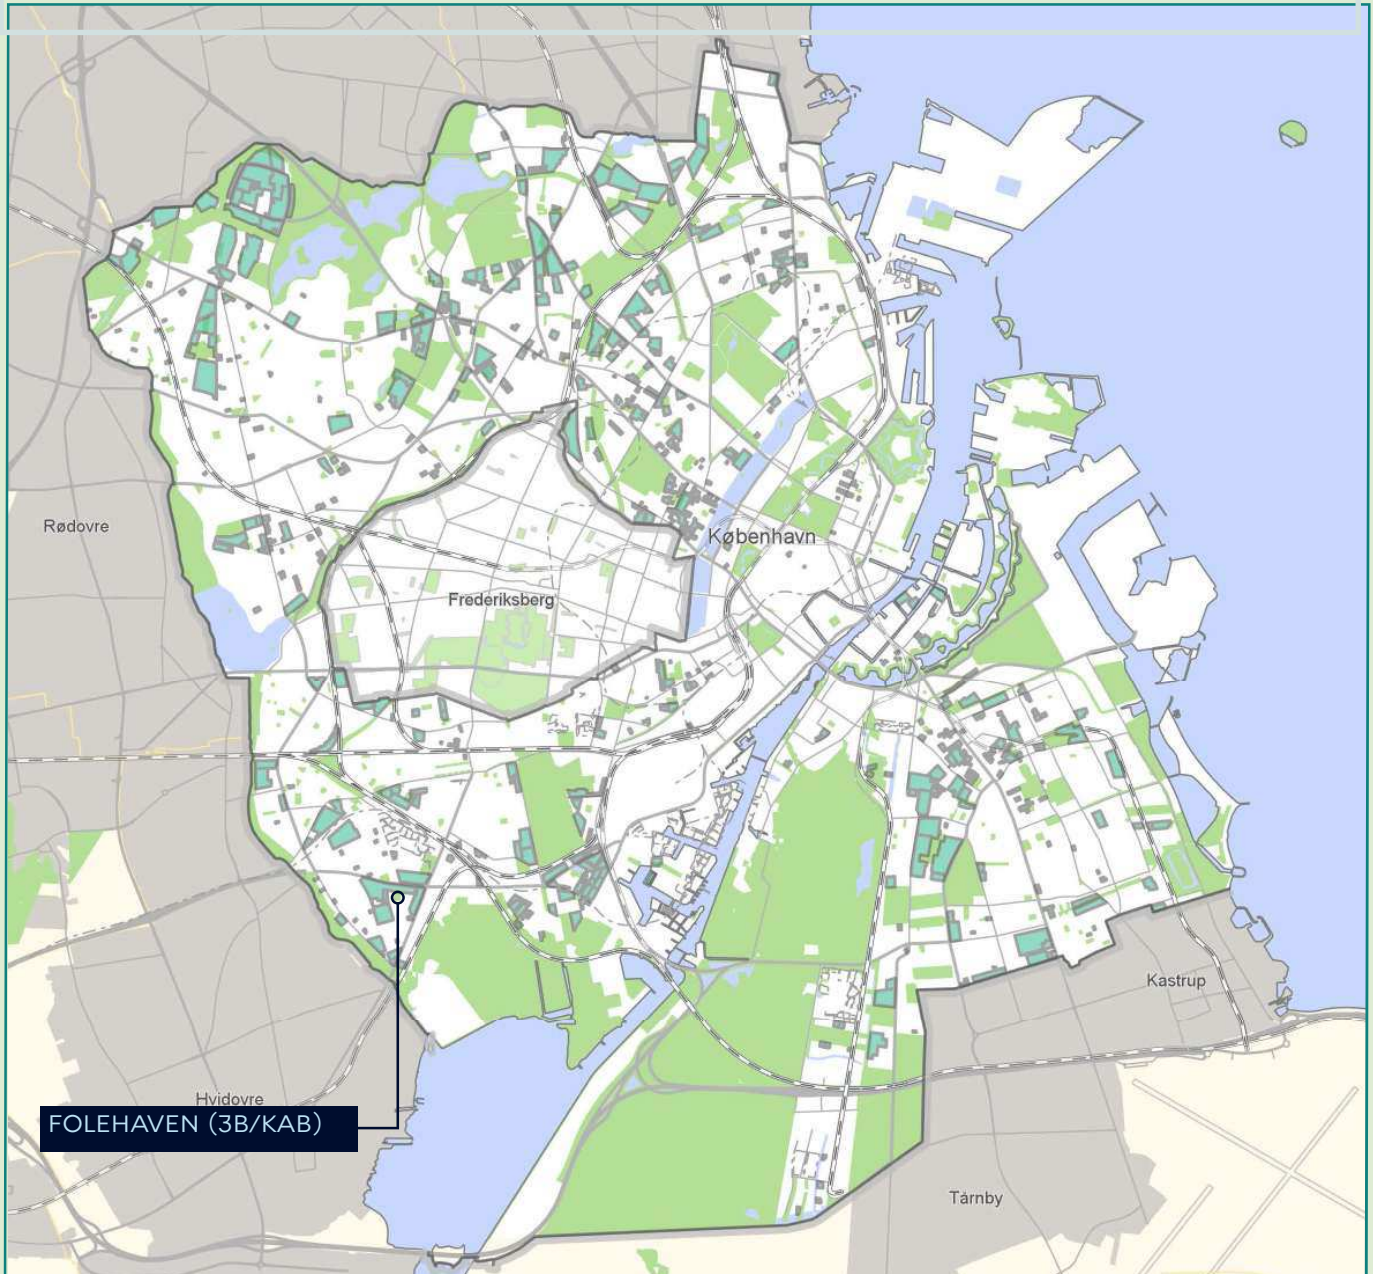 Rødovre
København
Frederiksberg
Kastrup
Hvidovre
FOLEHAVEN (3B/KAB)
Tårnby